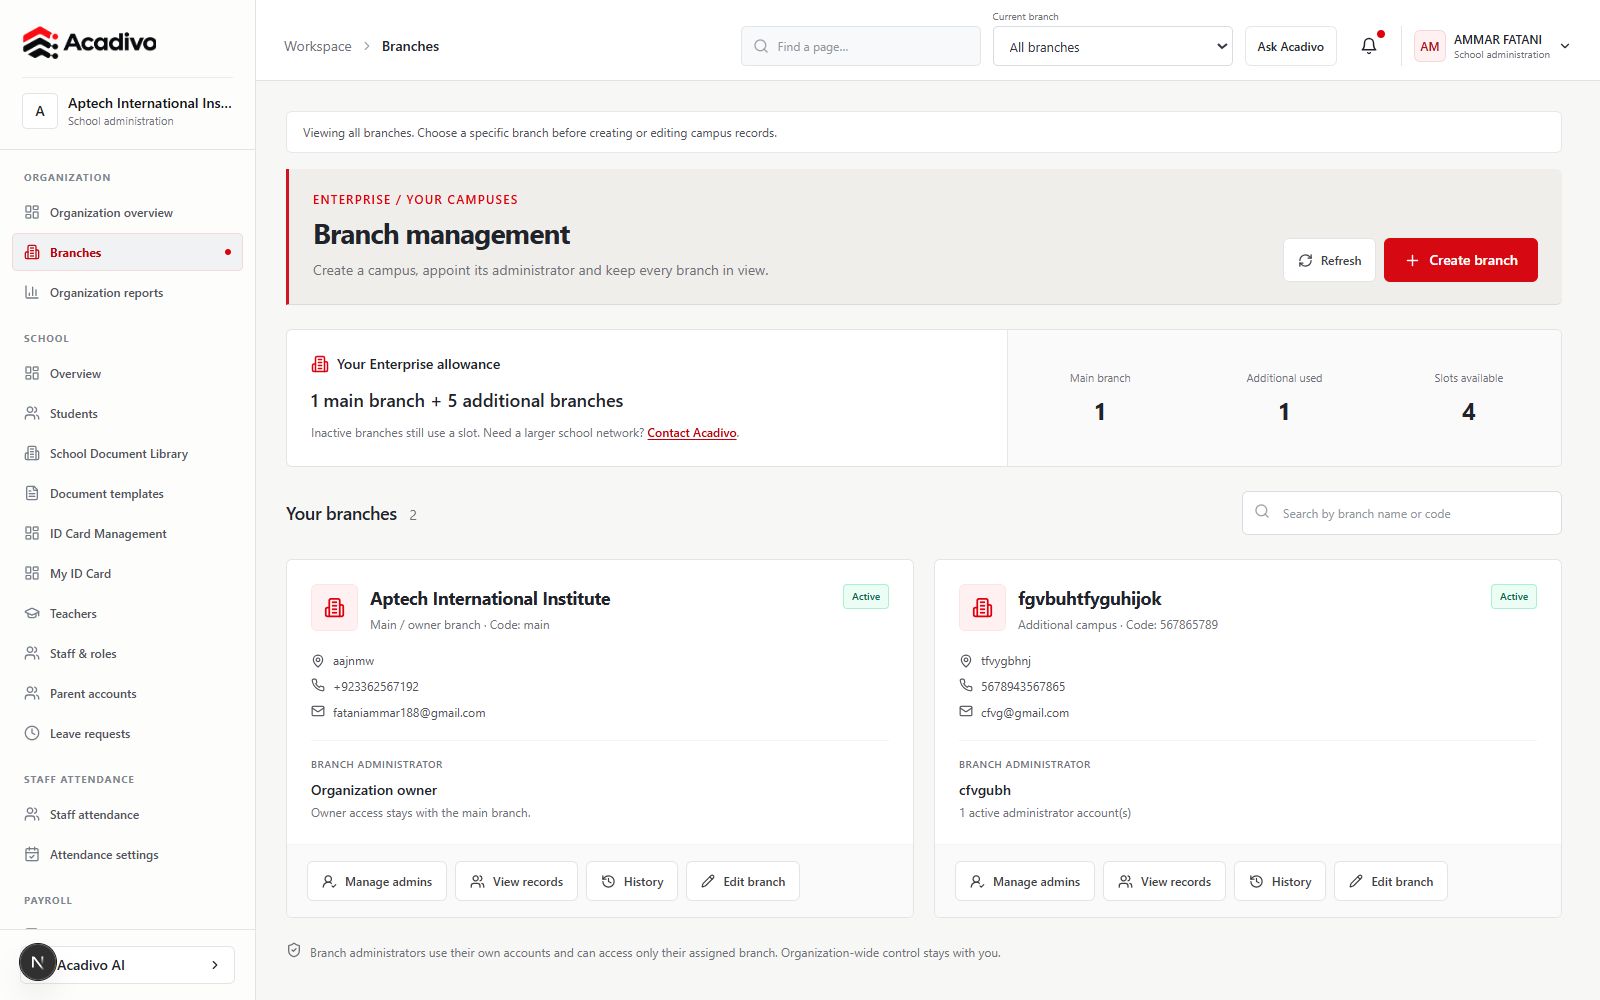 Acadivo
A
Aptech International Ins...
School administration
ORGANIZATION
Organization overview
Branches
Organization reports
SCHOOL
Overview
Students
School Document Library
Document templates
ID Card Management
My ID Card
Teachers
Staff & roles
Parent accounts
Leave requests
STAFF ATTENDANCE
Staff attendance
Attendance settings
PAYROLL
N
Acadivo AI
Workspace > Branches
Find a page...
Current branch
All branches
Ask Acadivo
AM
AMMAR FATANI
School administration
Viewing all branches. Choose a specific branch before creating or editing campus records.
ENTERPRISE / YOUR CAMPUSES
Branch management
Create a campus, appoint its administrator and keep every branch in view.
Refresh
+ Create branch
Your Enterprise allowance
1 main branch + 5 additional branches
Inactive branches still use a slot. Need a larger school network? Contact Acadivo.
Main branch
1
Additional used
1
Slots available
4
Your branches 2
Search by branch name or code
Aptech International Institute
Main / owner branch · Code: main
Active
aajnmw
+923362567192
fataniammar188@gmail.com
BRANCH ADMINISTRATOR
Organization owner
Owner access stays with the main branch.
Manage admins
View records
History
Edit branch
fgvbuhtfyguhijok
Additional campus · Code: 567865789
Active
tfvygbhnj
5678943567865
cfvg@gmail.com
BRANCH ADMINISTRATOR
cfvgubh
1 active administrator account(s)
Manage admins
View records
History
Edit branch
Branch administrators use their own accounts and can access only their assigned branch. Organization-wide control stays with you.